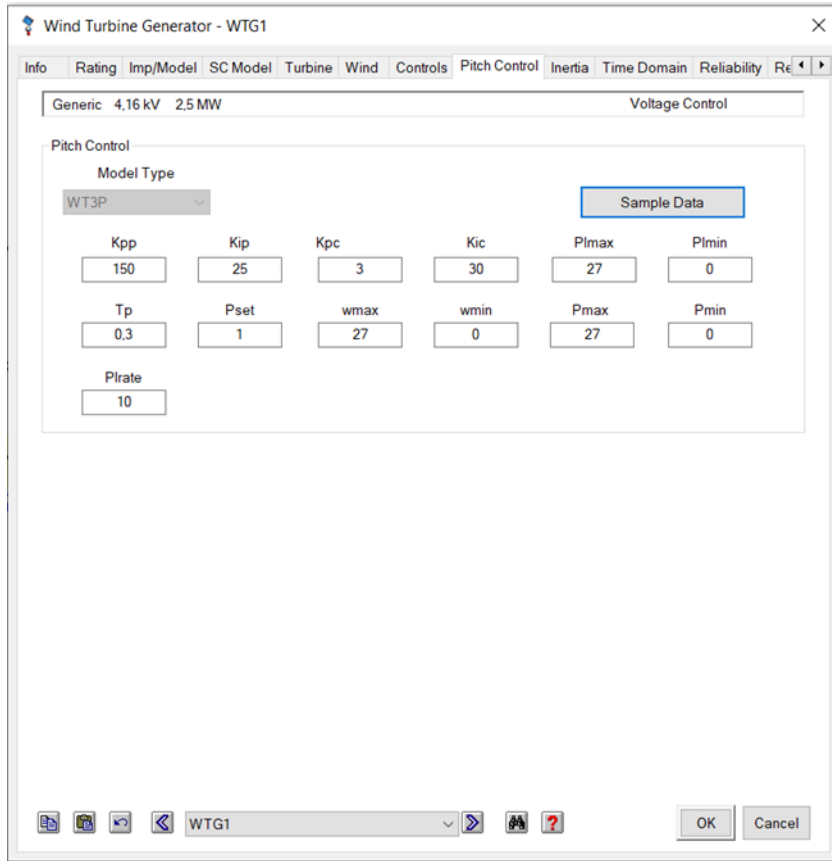 Wind Turbine Generator - WTG1
Info Rating Imp/Model SC Model Turbine Wind Controls Pitch Control Inertia Time Domain Reliability Re
Generic 4,16 kV 2,5 MW Voltage Control
Pitch Control
Model Type
WT3P Sample Data
Kpp Kip Kpc Kic PImax PImin
150 25 3 30 27 0
Tp Pset wmax wmin Pmax Pmin
0,3 1 27 0 27 0
PIrate
10
WTG1 ? OK Cancel